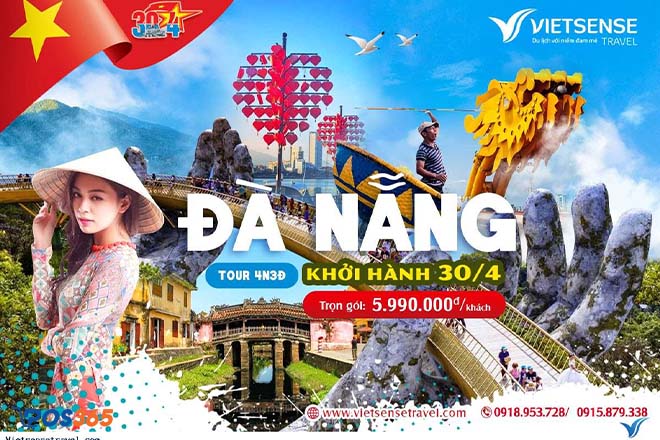 30 4
VIETSENSE
Du lịch với niềm đam mê TRAVEL
ĐÀ NẴNG
TOUR 4N3Đ
KHỞI HÀNH 30/4
Trọn gói: 5.990.000đ/khách
POS365
www.vietsensetravel.com
0918.953.728/ 0915.879.338
Vietsensetravel.com